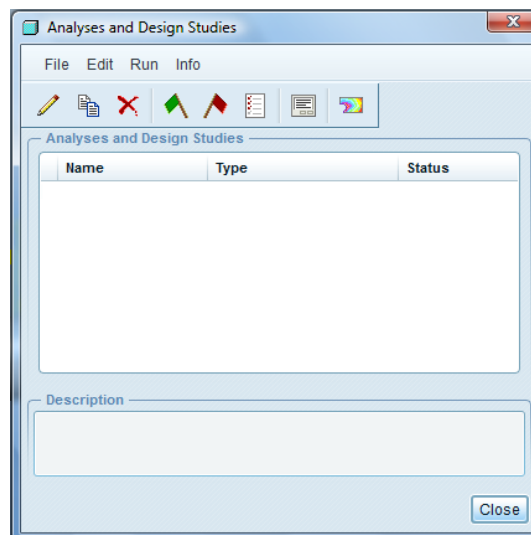 Analyses and Design Studies
File Edit Run Info
Analyses and Design Studies
Name Type Status
Description
Close